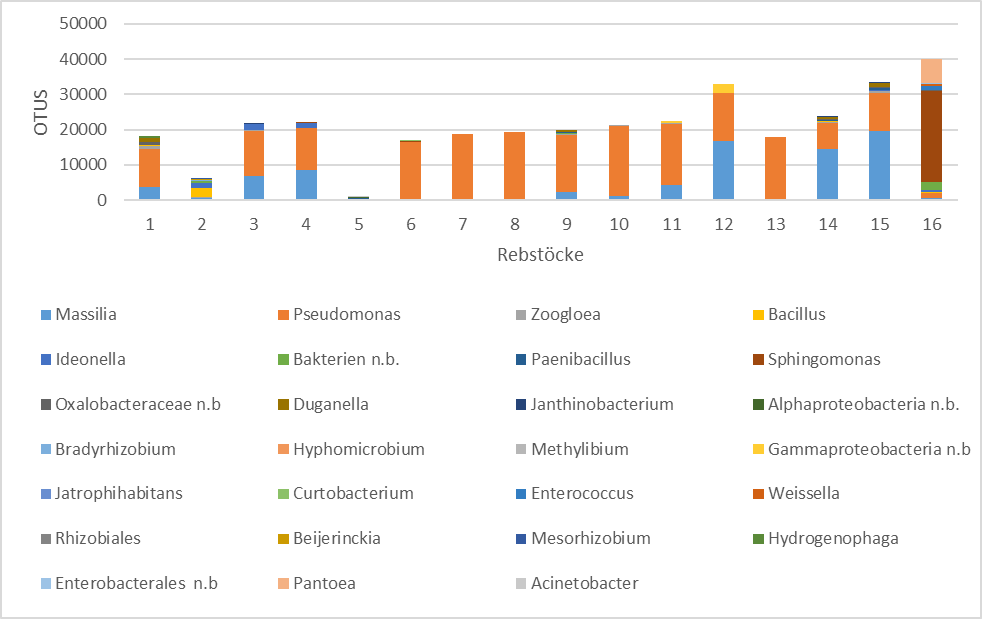 50000
40000
30000
20000
10000
0
OTUS
1 2 3 4 5 6 7 8 9 10 11 12 13 14 15 16
Rebstöcke
Massilia Pseudomonas Zoogloea Bacillus
Ideonella Bakterien n.b. Paenibacillus Sphingomonas
Oxalobacteraceae n.b Duganella Janthinobacterium Alphaproteobacteria n.b.
Bradyrhizobium Hyphomicrobium Methylibium Gammaproteobacteria n.b
Jatrophihabitans Curtobacterium Enterococcus Weissella
Rhizobiales Beijerinckia Mesorhizobium Hydrogenophaga
Enterobacterales n.b Pantoea Acinetobacter